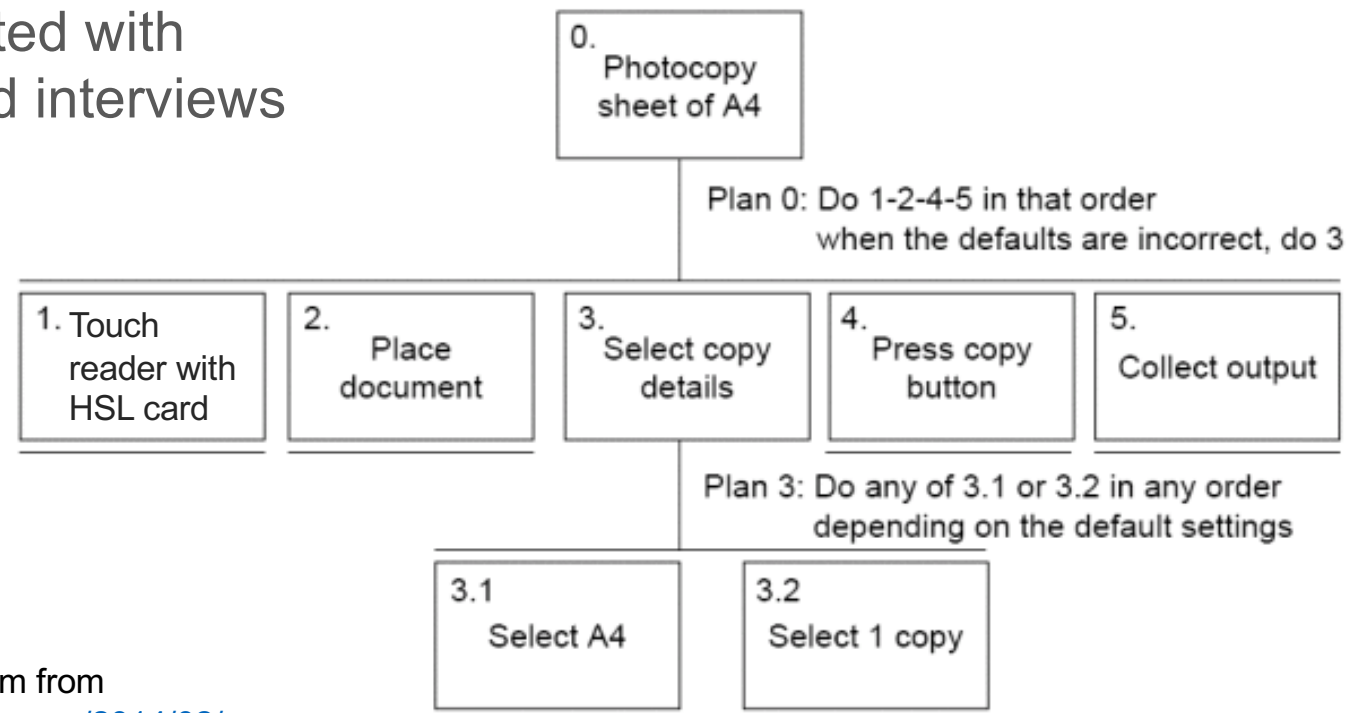 ted with
d interviews
0.
Photocopy
sheet of A4
Plan 0: Do 1-2-4-5 in that order
when the defaults are incorrect, do 3
1. Touch
reader with
HSL card
2.
Place
document
3.
Select copy
details
4.
Press copy
button
5.
Collect output
Plan 3: Do any of 3.1 or 3.2 in any order
depending on the default settings
3.1
Select A4
3.2
Select 1 copy
m from